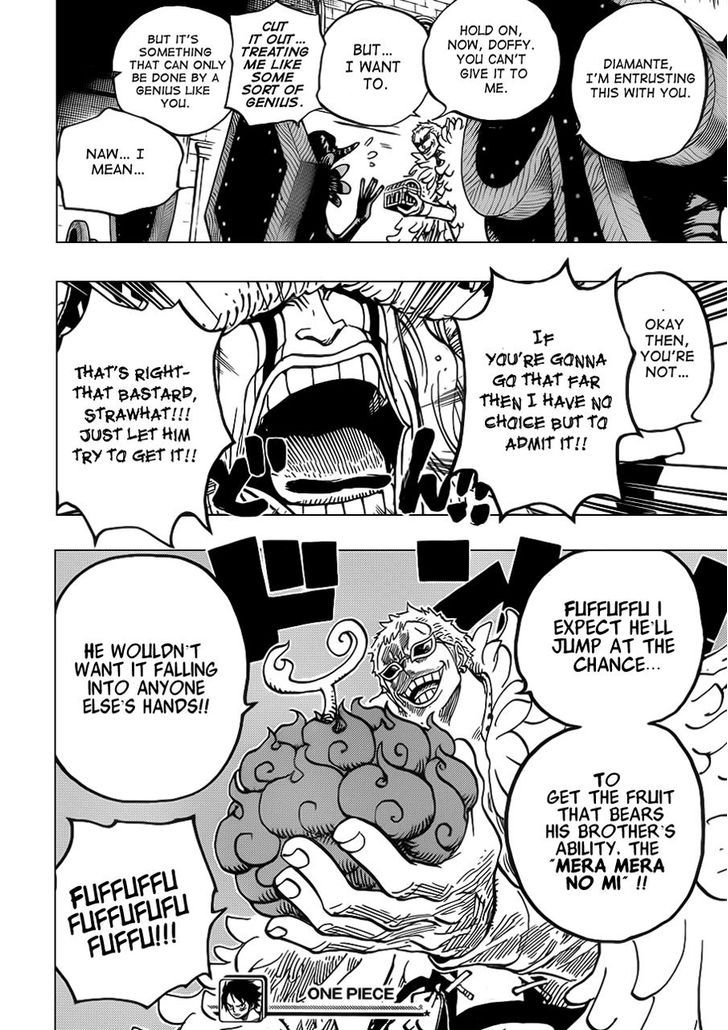 DIAMANTE,
I'M ENTRUSTING
THIS WITH YOU.
HOLD ON,
NOW, DOFFY.
YOU CAN'T
GIVE IT TO
ME.
BUT...
I WANT
TO.
CUT
IT OUT...
TREATING
ME LIKE
SOME
SORT OF
GENIUS.
BUT IT'S
SOMETHING
THAT CAN ONLY
BE DONE BY A
GENIUS LIKE
YOU.
NAW... I
MEAN...
OKAY
THEN,
YOU'RE
NOT...
IF
YOU'RE GONNA
GO THAT FAR
THEN I HAVE NO
CHOICE BUT TO
ADMIT IT!!
THAT'S RIGHT-
THAT BASTARD,
STRAWHAT!!!
JUST LET HIM
TRY TO GET IT!!
FUFFUFFU I
EXPECT HE'LL
JUMP AT THE
CHANCE...
TO
GET THE FRUIT
THAT BEARS
HIS BROTHER'S
ABILITY. THE
"MERA MERA
NO MI" !!
HE WOULDN'T
WANT IT FALLING
INTO ANYONE
ELSE'S HANDS!!
FUFFUFFU
FUFFUFUFU
FUFFU!!!
ONE PIECE